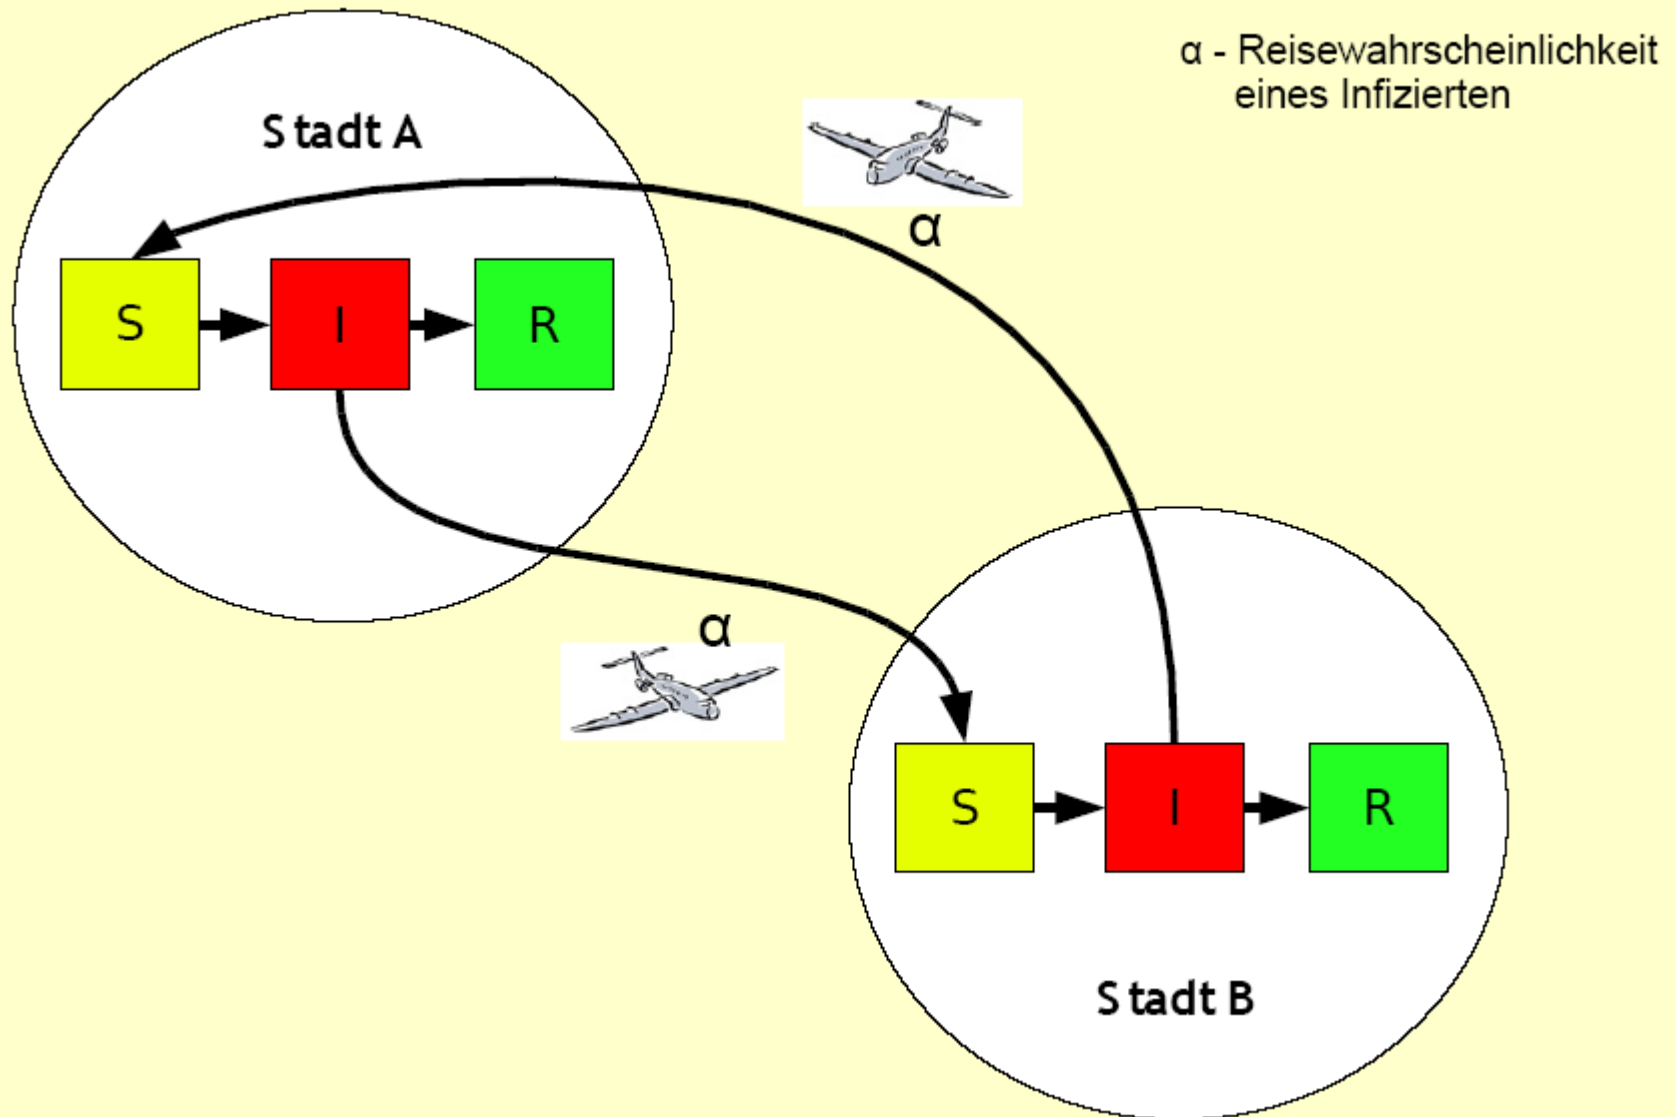 α - Reisewahrscheinlichkeit
eines Infizierten
Stadt A
α
S I R
α
S I R
Stadt B